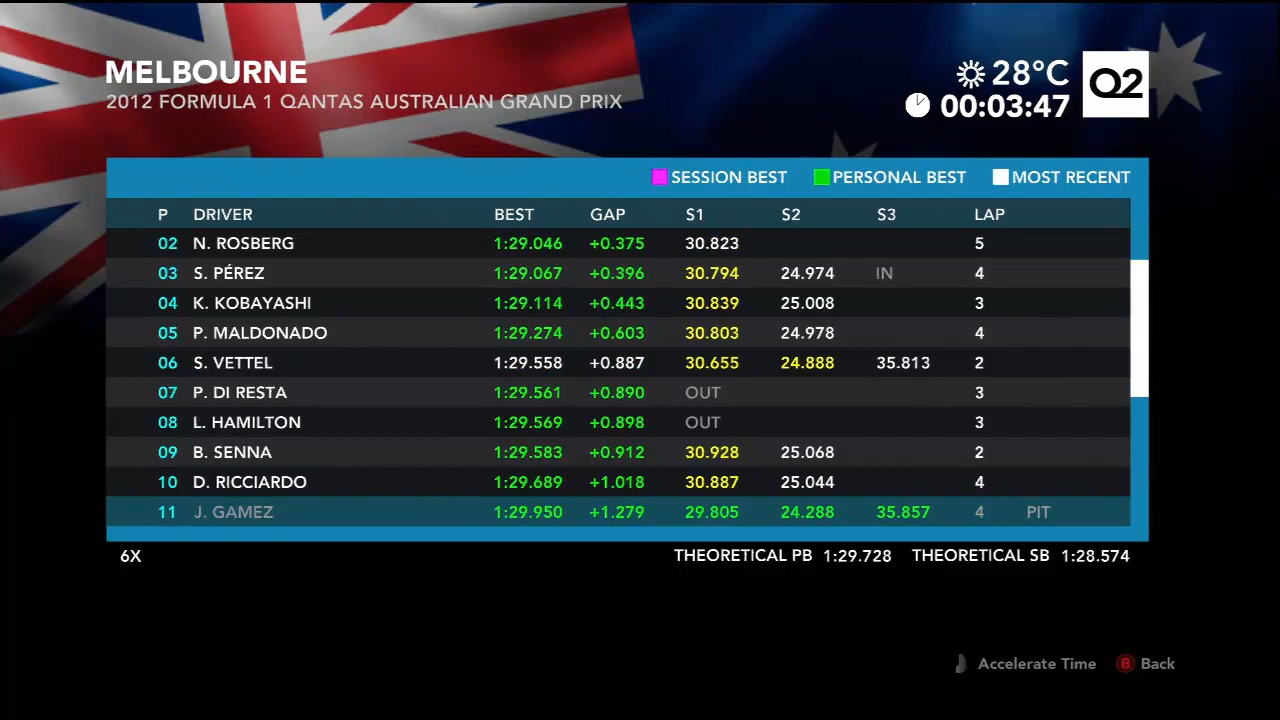 MELBOURNE
2012 FORMULA 1 QANTAS AUSTRALIAN GRAND PRIX
28°C
00:03:47
Q2
SESSION BEST PERSONAL BEST MOST RECENT
P DRIVER BEST GAP S1 S2 S3 LAP
02 N. ROSBERG 1:29.046 +0.375 30.823 5
03 S. PÉREZ 1:29.067 +0.396 30.794 24.974 IN 4
04 K. KOBAYASHI 1:29.114 +0.443 30.839 25.008 3
05 P. MALDONADO 1:29.274 +0.603 30.803 24.978 4
06 S. VETTEL 1:29.558 +0.887 30.655 24.888 35.813 2
07 P. DI RESTA 1:29.561 +0.890 OUT 3
08 L. HAMILTON 1:29.569 +0.898 OUT 3
09 B. SENNA 1:29.583 +0.912 30.928 25.068 2
10 D. RICCIARDO 1:29.689 +1.018 30.887 25.044 4
11 J. GAMEZ 1:29.950 +1.279 29.805 24.288 35.857 4 PIT
6X THEORETICAL PB 1:29.728 THEORETICAL SB 1:28.574
Accelerate Time B Back